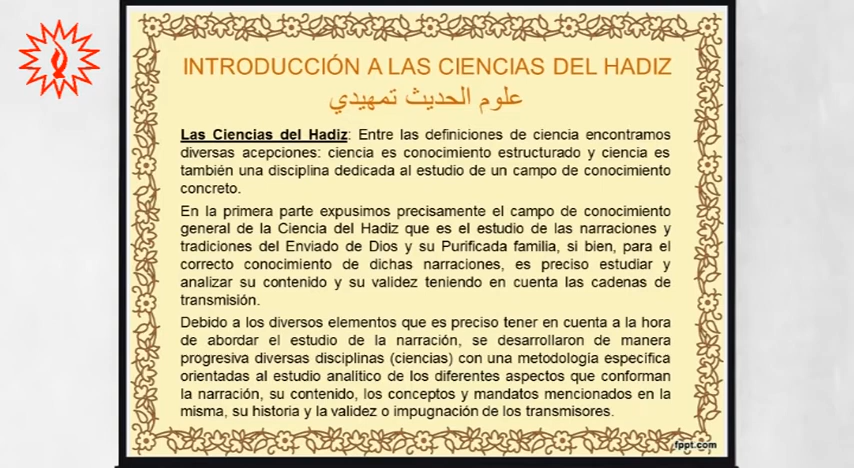 INTRODUCCIÓN A LAS CIENCIAS DEL HADIZ
علوم الحديث تمهيدي
Las Ciencias del Hadiz: Entre las definiciones de ciencia encontramos
diversas acepciones: ciencia es conocimiento estructurado y ciencia es
también una disciplina dedicada al estudio de un campo de conocimiento
concreto.
En la primera parte expusimos precisamente el campo de conocimiento
general de la Ciencia del Hadiz que es el estudio de las narraciones y
tradiciones del Enviado de Dios y su Purificada familia, si bien, para el
correcto conocimiento de dichas narraciones, es preciso estudiar y
analizar su contenido y su validez teniendo en cuenta las cadenas de
transmisión.
Debido a los diversos elementos que es preciso tener en cuenta a la hora
de abordar el estudio de la narración, se desarrollaron de manera
progresiva diversas disciplinas (ciencias) con una metodología específica
orientadas al estudio analítico de los diferentes aspectos que conforman
la narración, su contenido, los conceptos y mandatos mencionados en la
misma, su historia y la validez o impugnación de los transmisores.
fppt.com